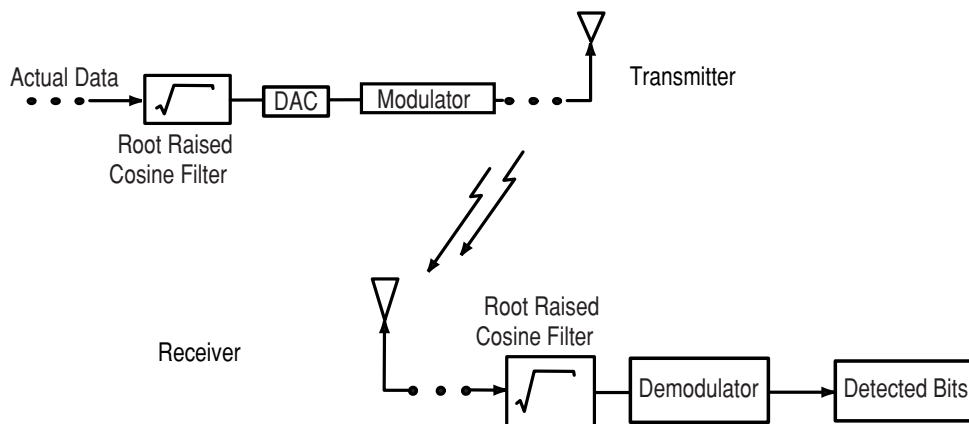 Actual Data
DAC
Modulator
Transmitter
Root Raised
Cosine Filter
Receiver
Root Raised
Cosine Filter
Demodulator
Detected Bits